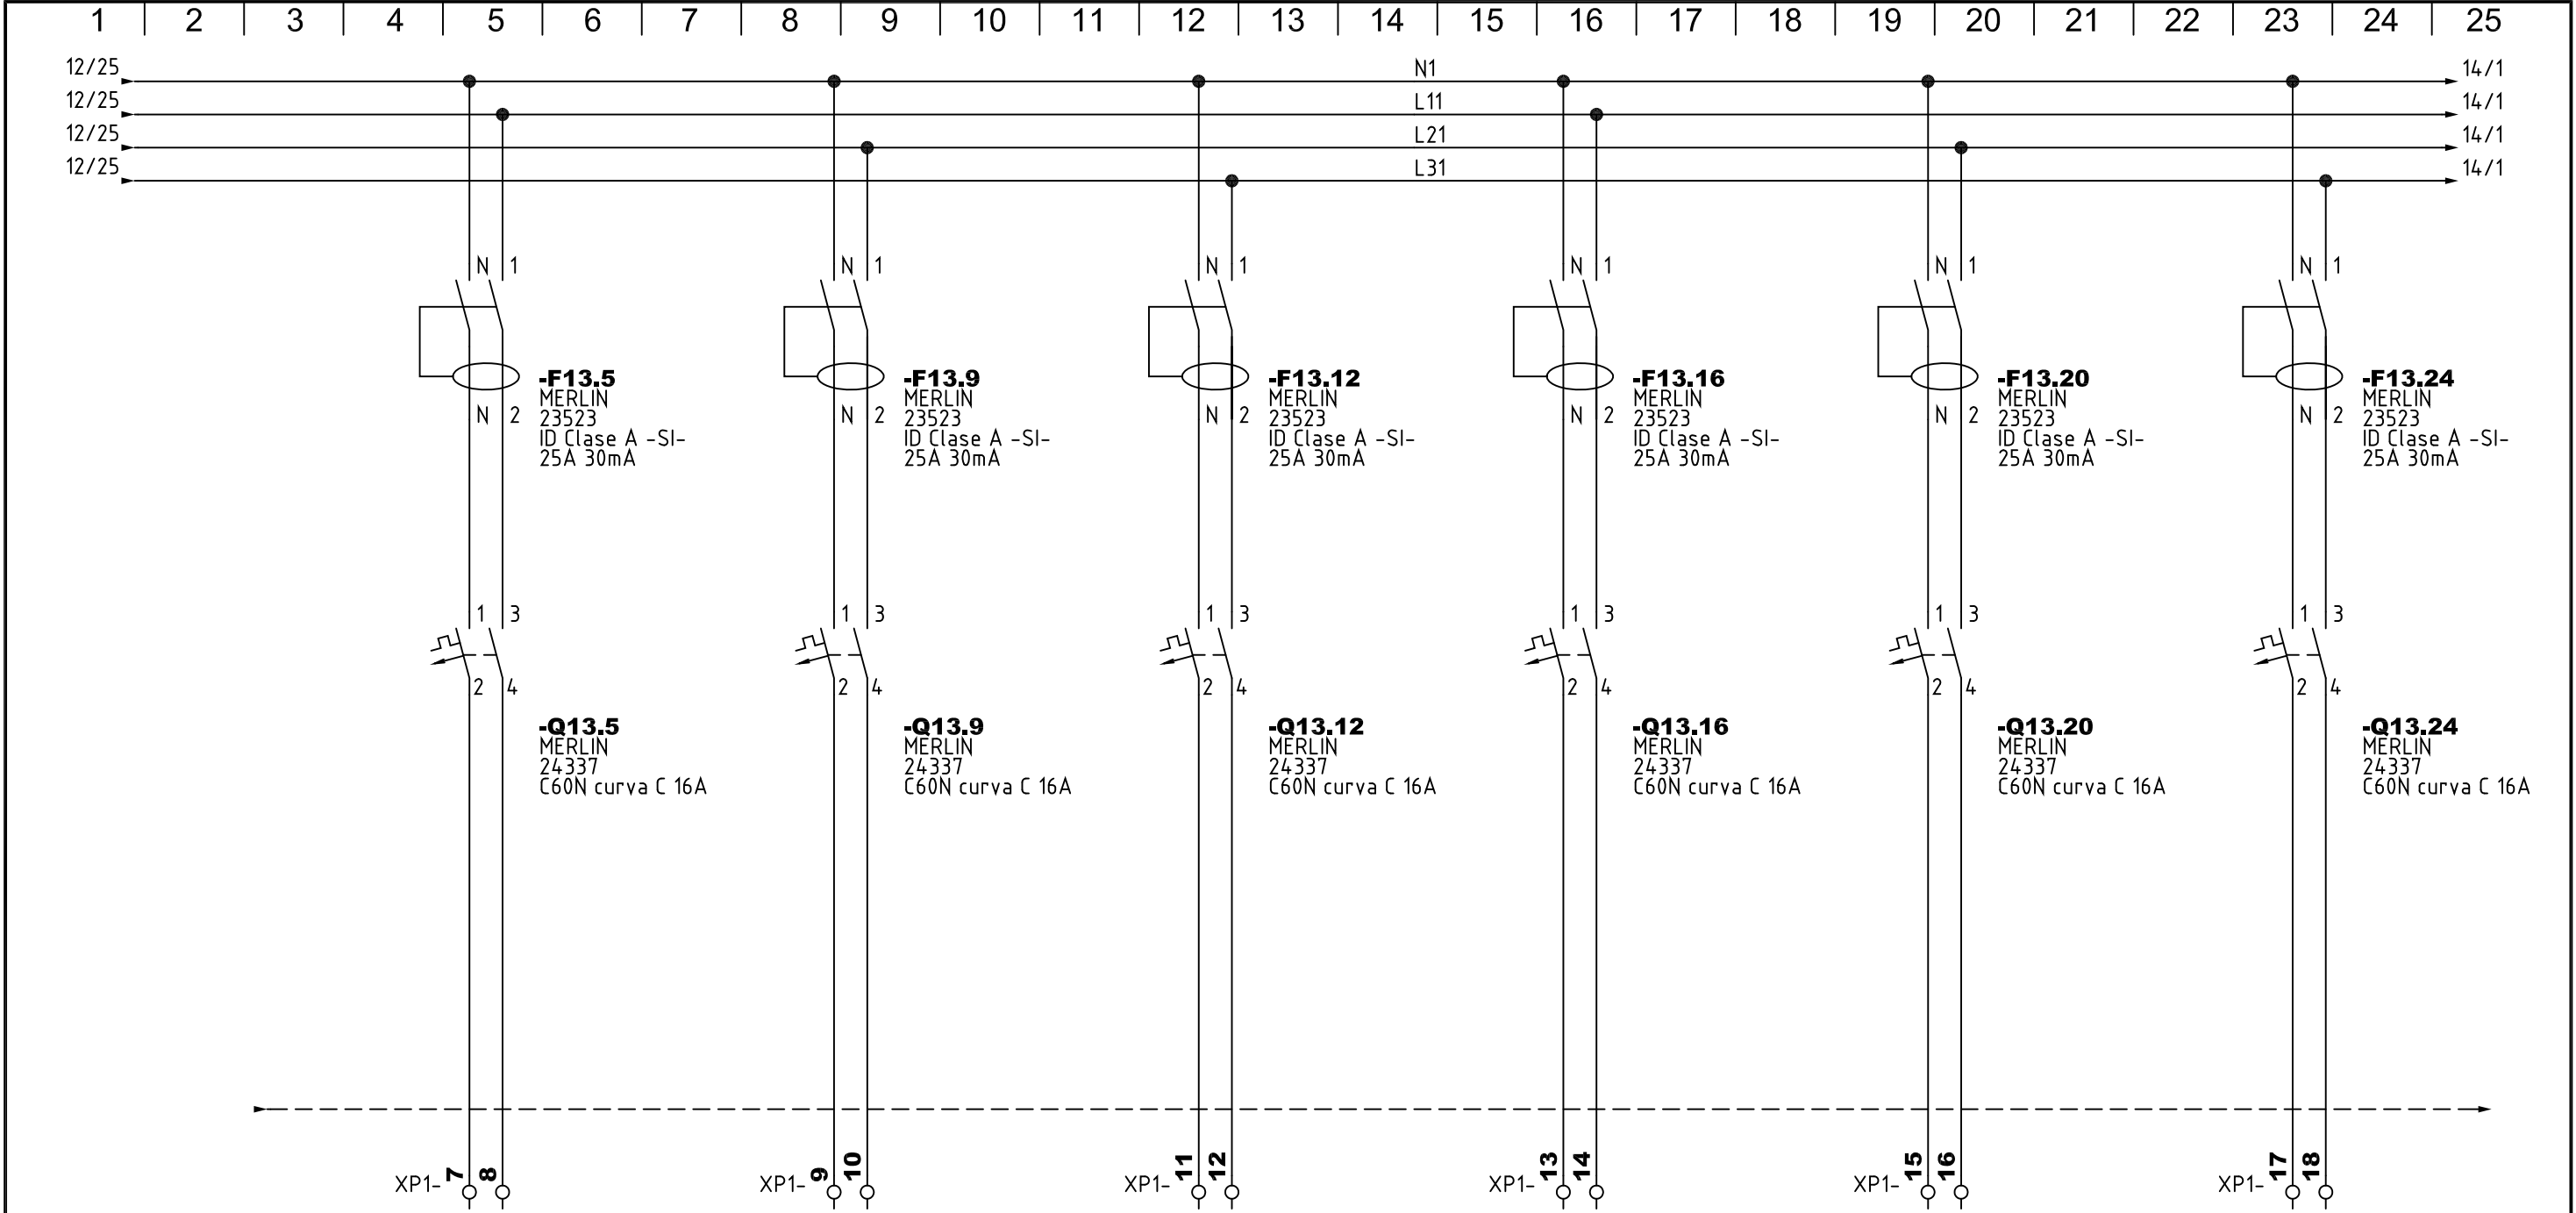 1 2 3 4 5 6 7 8 9 10 11 12 13 14 15 16 17 18 19 20 21 22 23 24 25
12/25 N1 14/1
12/25 L11 14/1
12/25 L21 14/1
12/25 L31 14/1
N 1 N 1 N 1 N 1 N 1 N 1
-F13.5 -F13.9 -F13.12 -F13.16 -F13.20 -F13.24
MERLIN MERLIN MERLIN MERLIN MERLIN MERLIN
N 2 23523 N 2 23523 N 2 23523 N 2 23523 N 2 23523 N 2 23523
ID Clase A -SI- ID Clase A -SI- ID Clase A -SI- ID Clase A -SI- ID Clase A -SI- ID Clase A -SI-
25A 30mA 25A 30mA 25A 30mA 25A 30mA 25A 30mA 25A 30mA
1 3 1 3 1 3 1 3 1 3 1 3
2 4 2 4 2 4 2 4 2 4 2 4
-Q13.5 -Q13.9 -Q13.12 -Q13.16 -Q13.20 -Q13.24
MERLIN MERLIN MERLIN MERLIN MERLIN MERLIN
24337 24337 24337 24337 24337 24337
C60N curva C 16A C60N curva C 16A C60N curva C 16A C60N curva C 16A C60N curva C 16A C60N curva C 16A
XP1- 7 8 XP1- 9 10 XP1- 11 12 XP1- 13 14 XP1- 15 16 XP1- 17 18